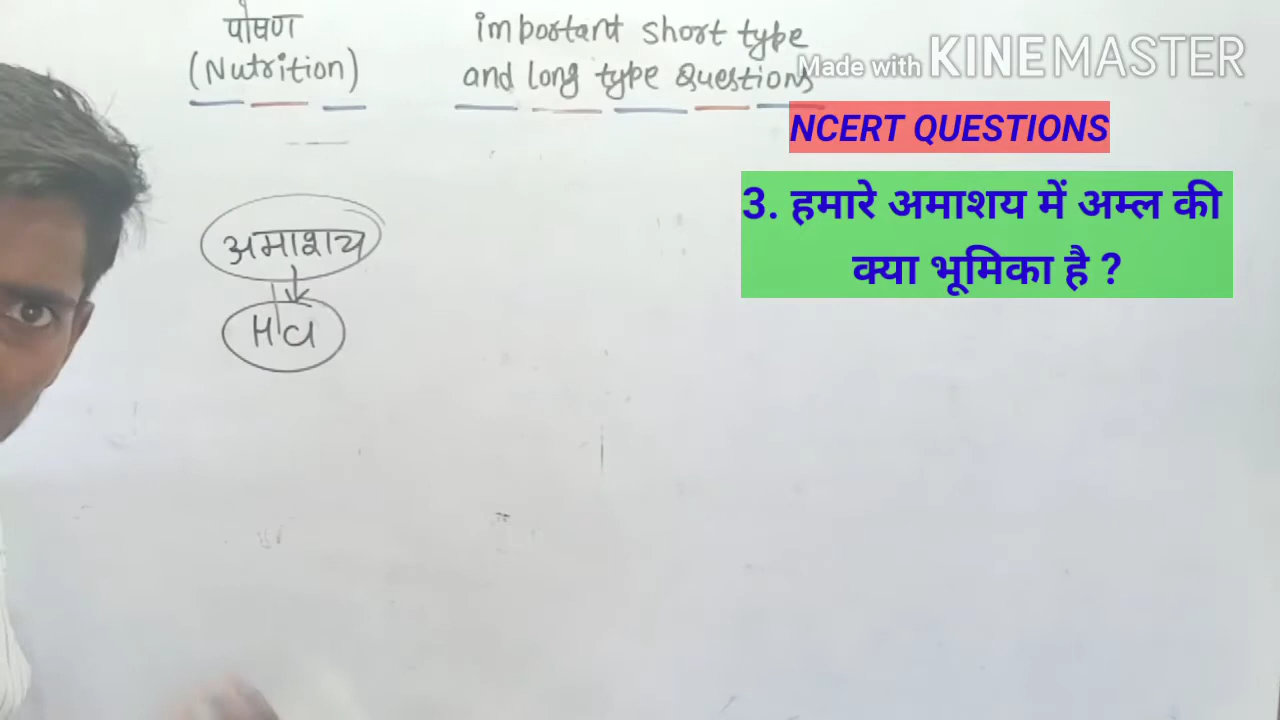 पोषण
(Nutrition)
important short type
and long type Questions
Made with KINEMASTER
NCERT QUESTIONS
3. हमारे अमाशय में अम्ल की
क्या भूमिका है ?
अमाशय
HCl